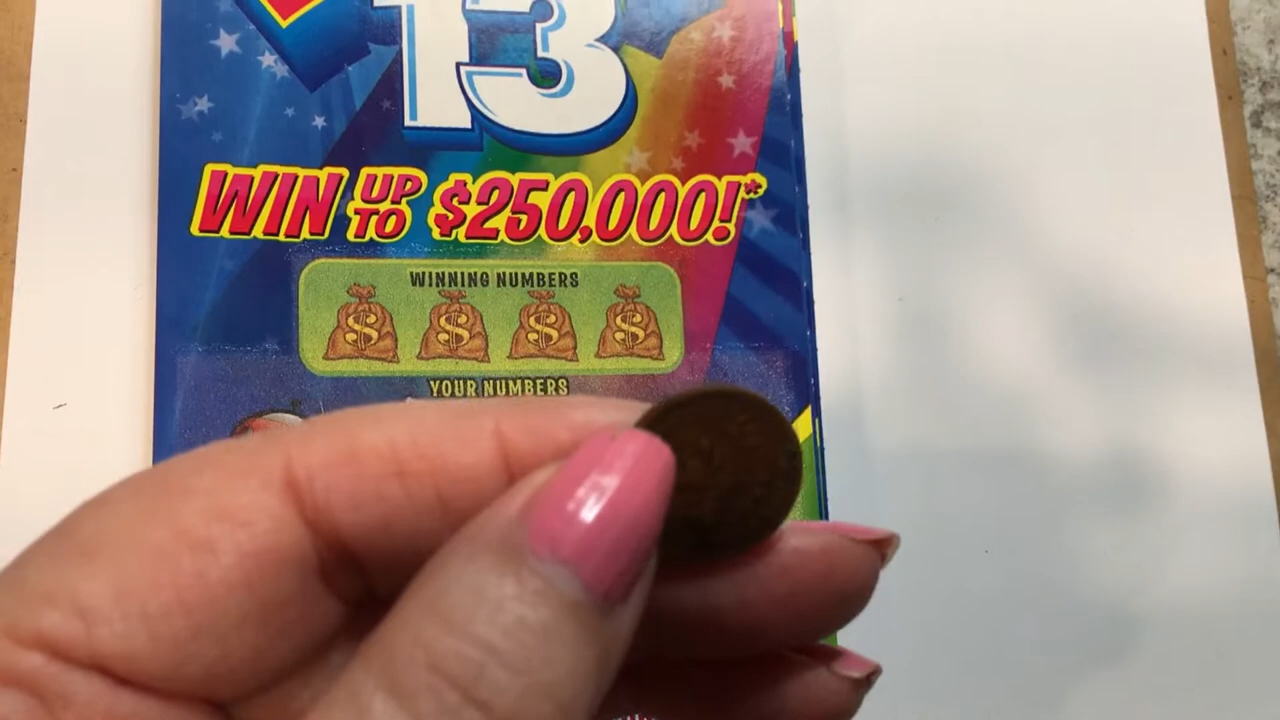 13
WIN UP TO $250,000!*
WINNING NUMBERS
$ $ $ $
YOUR NUMBERS